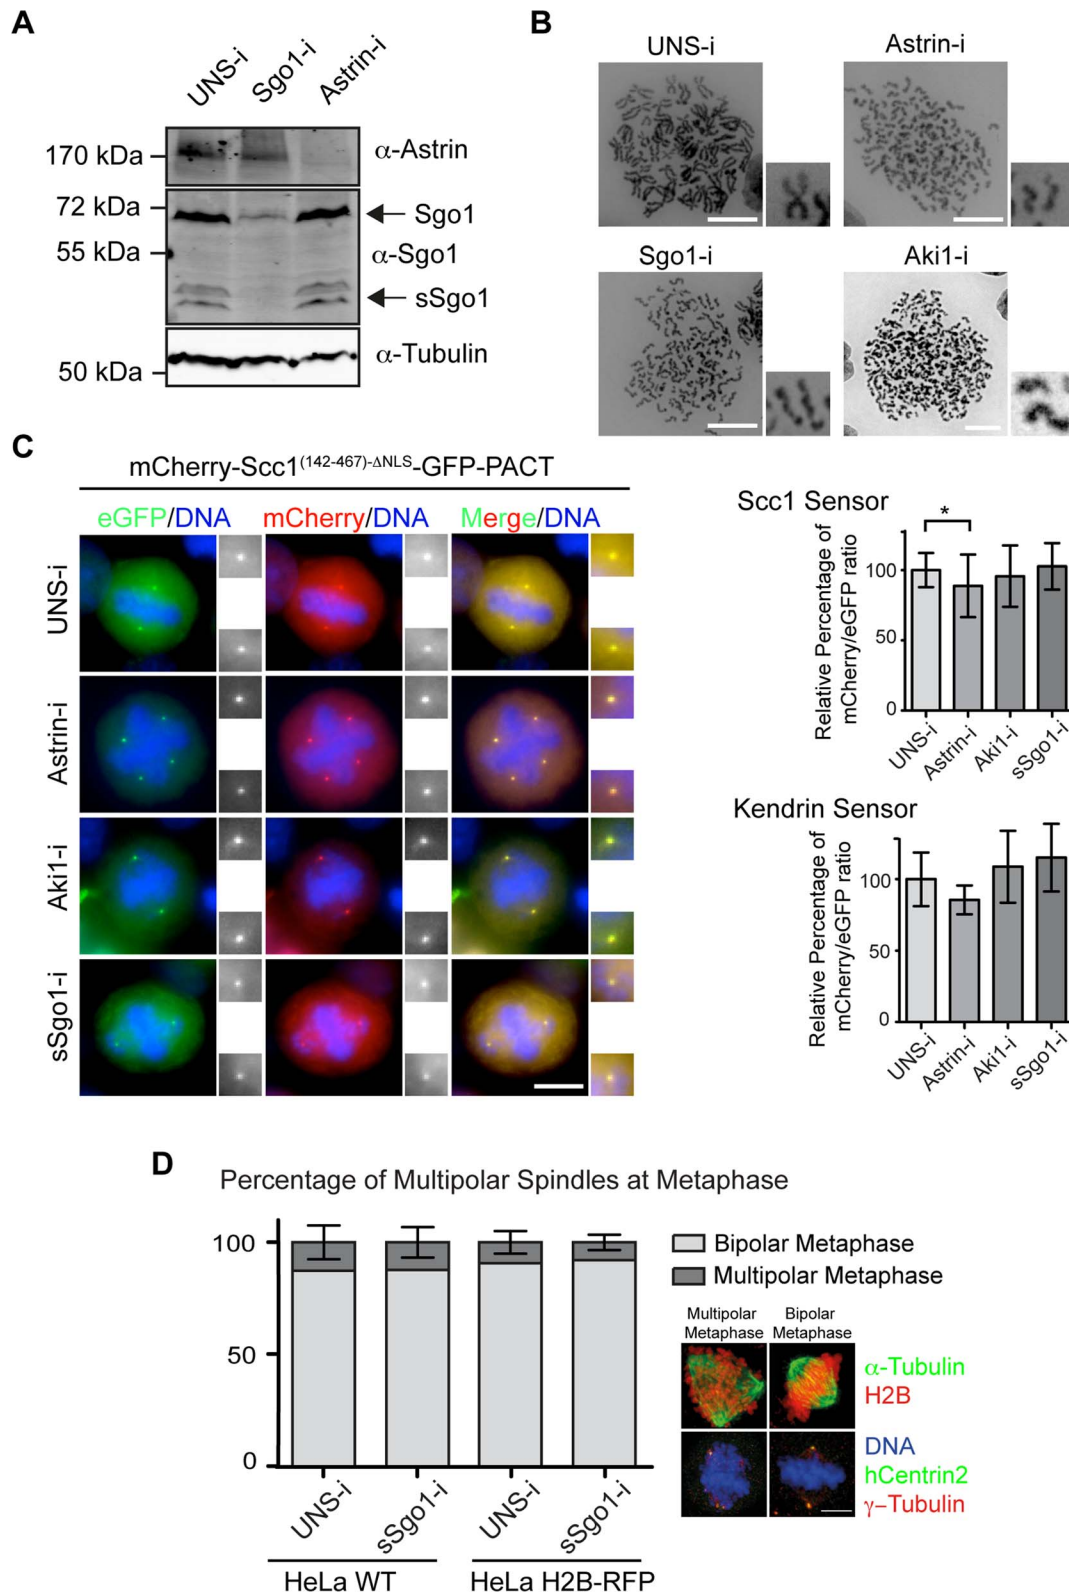 A
UNS-i
Sgo1-i
Astrin-i
170 kDa
α-Astrin
72 kDa
Sgo1
55 kDa
α-Sgo1
sSgo1
α-Tubulin
50 kDa
B
UNS-i
Astrin-i
Sgo1-i
Aki1-i
C
mCherry-Scc1(142-467)-ΔNLS-GFP-PACT
eGFP/DNA mCherry/DNA Merge/DNA
UNS-i
Astrin-i
Aki1-i
sSgo1-i
Scc1 Sensor
Relative Percentage of
mCherry/eGFP ratio
*
100
50
0
UNS-i
Astrin-i
Aki1-i
sSgo1-i
Kendrin Sensor
Relative Percentage of
mCherry/eGFP ratio
100
50
0
UNS-i
Astrin-i
Aki1-i
sSgo1-i
D
Percentage of Multipolar Spindles at Metaphase
100
50
0
UNS-i
sSgo1-i
UNS-i
sSgo1-i
HeLa WT
HeLa H2B-RFP
Bipolar Metaphase
Multipolar Metaphase
Multipolar
Metaphase
Bipolar
Metaphase
α-Tubulin
H2B
DNA
hCentrin2
γ–Tubulin